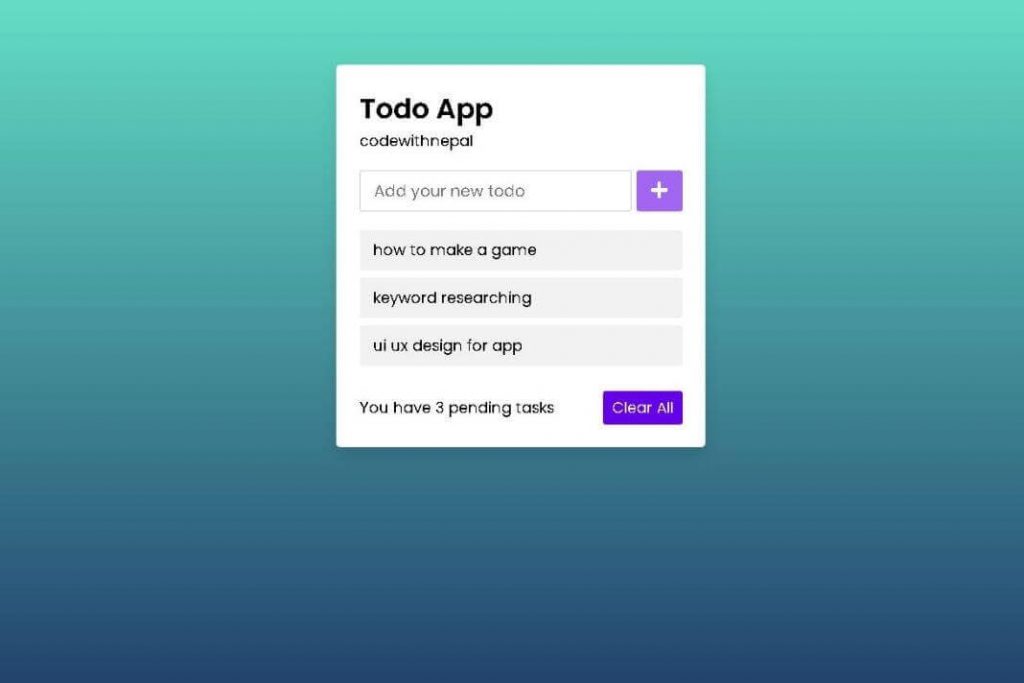 Todo App
codewithnepal
Add your new todo
how to make a game
keyword researching
ui ux design for app
You have 3 pending tasks
Clear All